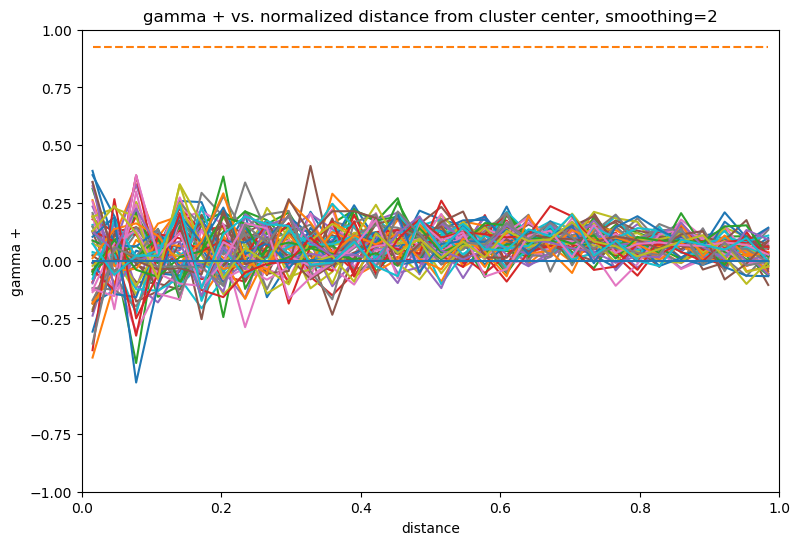 gamma + vs. normalized distance from cluster center, smoothing=2
1.00
0.75
0.50
0.25
0.00
−0.25
−0.50
−0.75
−1.00
gamma +
0.0 0.2 0.4 0.6 0.8 1.0
distance